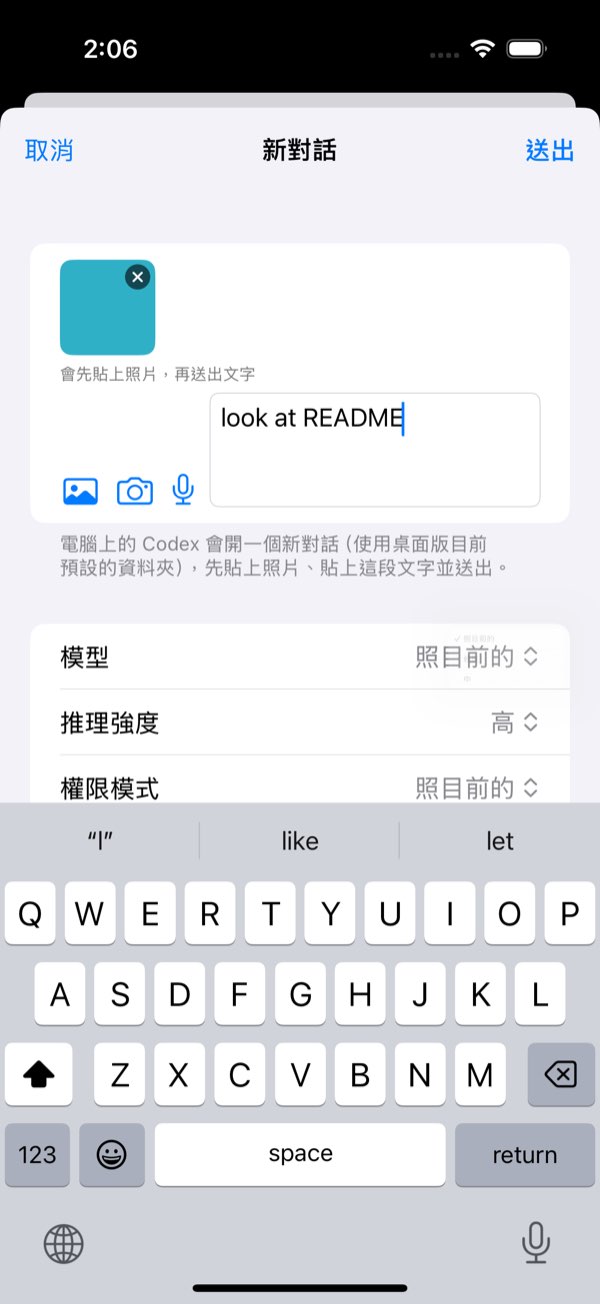 2:06
取消
新對話
送出
會先貼上照片，再送出文字
look at README
電腦上的 Codex 會開一個新對話（使用桌面版目前
預設的資料夾），先貼上照片、貼上這段文字並送出。
模型
照目前的
推理強度
高
權限模式
照目前的
“l”
like
let
Q W E R T Y U I O P
A S D F G H J K L
Z X C V B N M
123
space
return